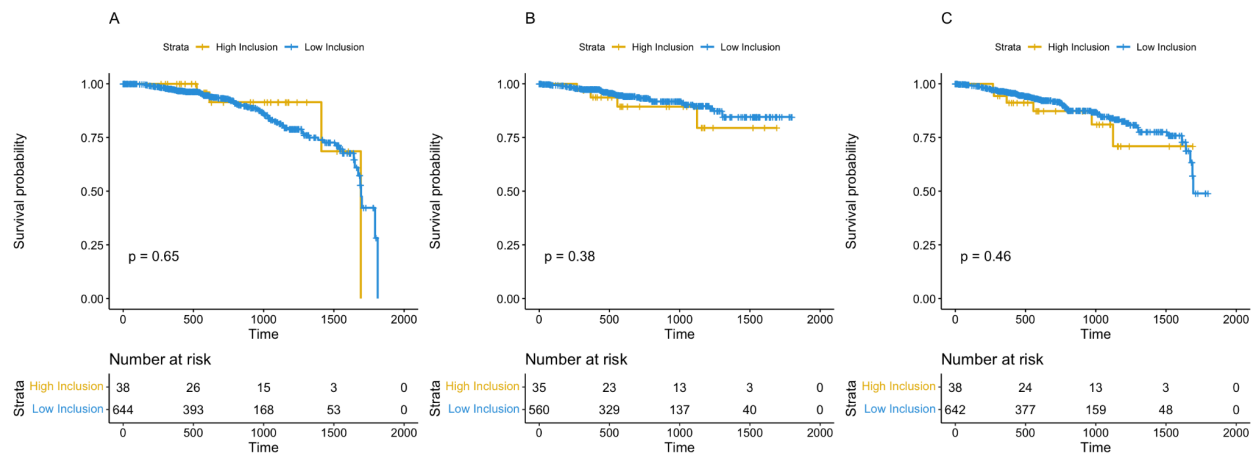 A
Strata High Inclusion Low Inclusion
Survival probability
1.00
0.75
0.50
0.25
0.00
p = 0.65
0 500 1000 1500 2000
Time
Number at risk
Strata
High Inclusion 38 26 15 3 0
Low Inclusion 644 393 168 53 0
0 500 1000 1500 2000
Time
B
Strata High Inclusion Low Inclusion
Survival probability
1.00
0.75
0.50
0.25
0.00
p = 0.38
0 500 1000 1500 2000
Time
Number at risk
Strata
High Inclusion 35 23 13 3 0
Low Inclusion 560 329 137 40 0
0 500 1000 1500 2000
Time
C
Strata High Inclusion Low Inclusion
Survival probability
1.00
0.75
0.50
0.25
0.00
p = 0.46
0 500 1000 1500 2000
Time
Number at risk
Strata
High Inclusion 38 24 13 3 0
Low Inclusion 642 377 159 48 0
0 500 1000 1500 2000
Time